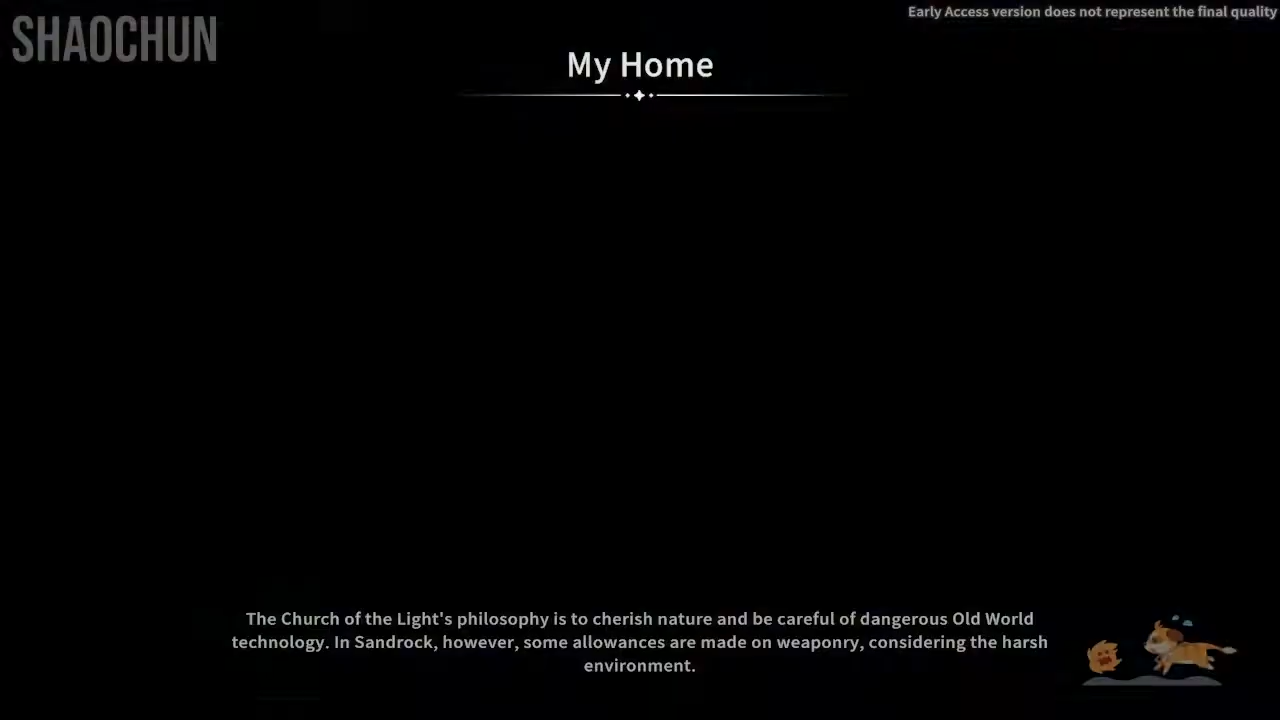 SHAOCHUN
Early Access version does not represent the final quality
My Home
The Church of the Light's philosophy is to cherish nature and be careful of dangerous Old World
technology. In Sandrock, however, some allowances are made on weaponry, considering the harsh
environment.